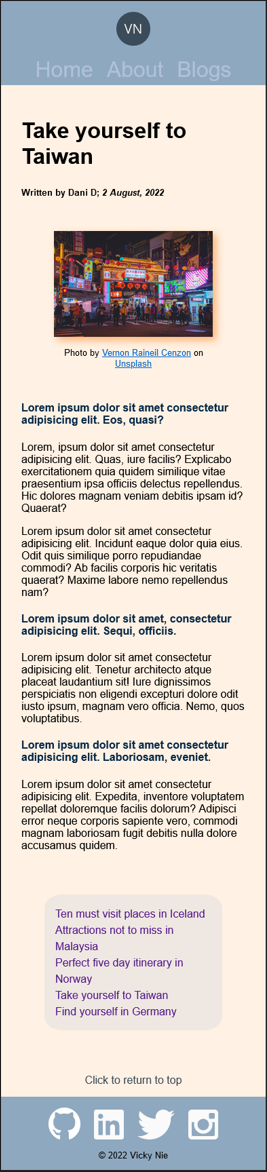 VN
Home About Blogs
Take yourself to
Taiwan
Written by Dani D; 2 August, 2022
Photo by Vernon Raineil Cenzon on
Unsplash
Lorem ipsum dolor sit amet consectetur
adipisicing elit. Eos, quasi?
Lorem, ipsum dolor sit amet consectetur
adipisicing elit. Quas, iure facilis? Explicabo
exercitationem quia quidem similique vitae
praesentium ipsa officiis delectus repellendus.
Hic dolores magnam veniam debitis ipsam id?
Quaerat?
Lorem ipsum dolor sit amet consectetur
adipisicing elit. Incidunt eaque dolor quia eius.
Odit quis similique porro repudiandae
commodi? Ab facilis corporis hic veritatis
quaerat? Maxime labore nemo repellendus
nam?
Lorem ipsum dolor sit amet, consectetur
adipisicing elit. Sequi, officiis.
Lorem ipsum dolor sit amet consectetur
adipisicing elit. Tenetur architecto atque
placeat laudantium sit! Iure dignissimos
perspiciatis non eligendi excepturi dolore odit
iusto ipsum, magnam vero officia. Nemo, quos
voluptatibus.
Lorem ipsum dolor sit amet consectetur
adipisicing elit. Laboriosam, eveniet.
Lorem ipsum dolor sit amet consectetur
adipisicing elit. Expedita, inventore voluptatem
repellat doloremque facilis dolorum? Adipisci
error neque corporis sapiente vero, commodi
magnam laboriosam fugit debitis nulla dolore
accusamus quidem.
Ten must visit places in Iceland
Attractions not to miss in
Malaysia
Perfect five day itinerary in
Norway
Take yourself to Taiwan
Find yourself in Germany
Click to return to top
in
© 2022 Vicky Nie